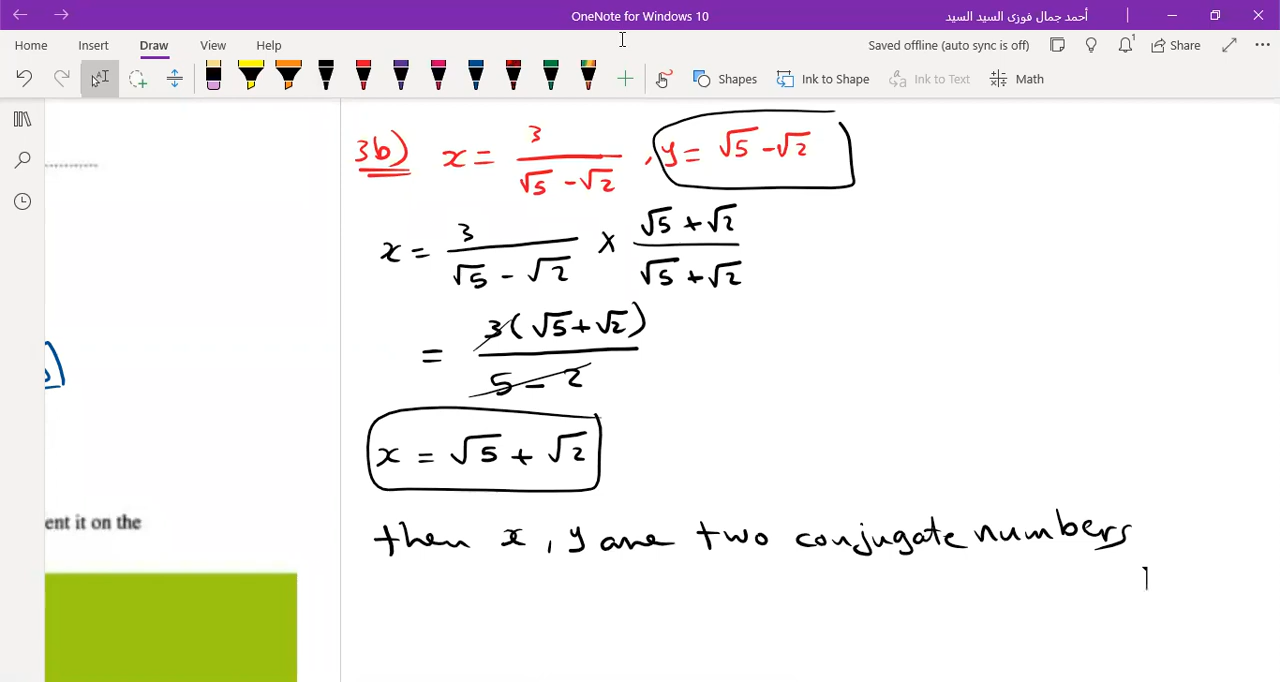 OneNote for Windows 10
أحمد جمال فوزى السيد السيد
Home Insert Draw View Help
Saved offline (auto sync is off) Share
Shapes Ink to Shape Ink to Text Math
3b) x = 3/(√5 - √2) , y = √5 - √2
x = 3/(√5 - √2) × (√5 + √2)/(√5 + √2)
= 3(√5 + √2)/(5 - 2)
x = √5 + √2
ent it on the
then x , y are two conjugate numbers